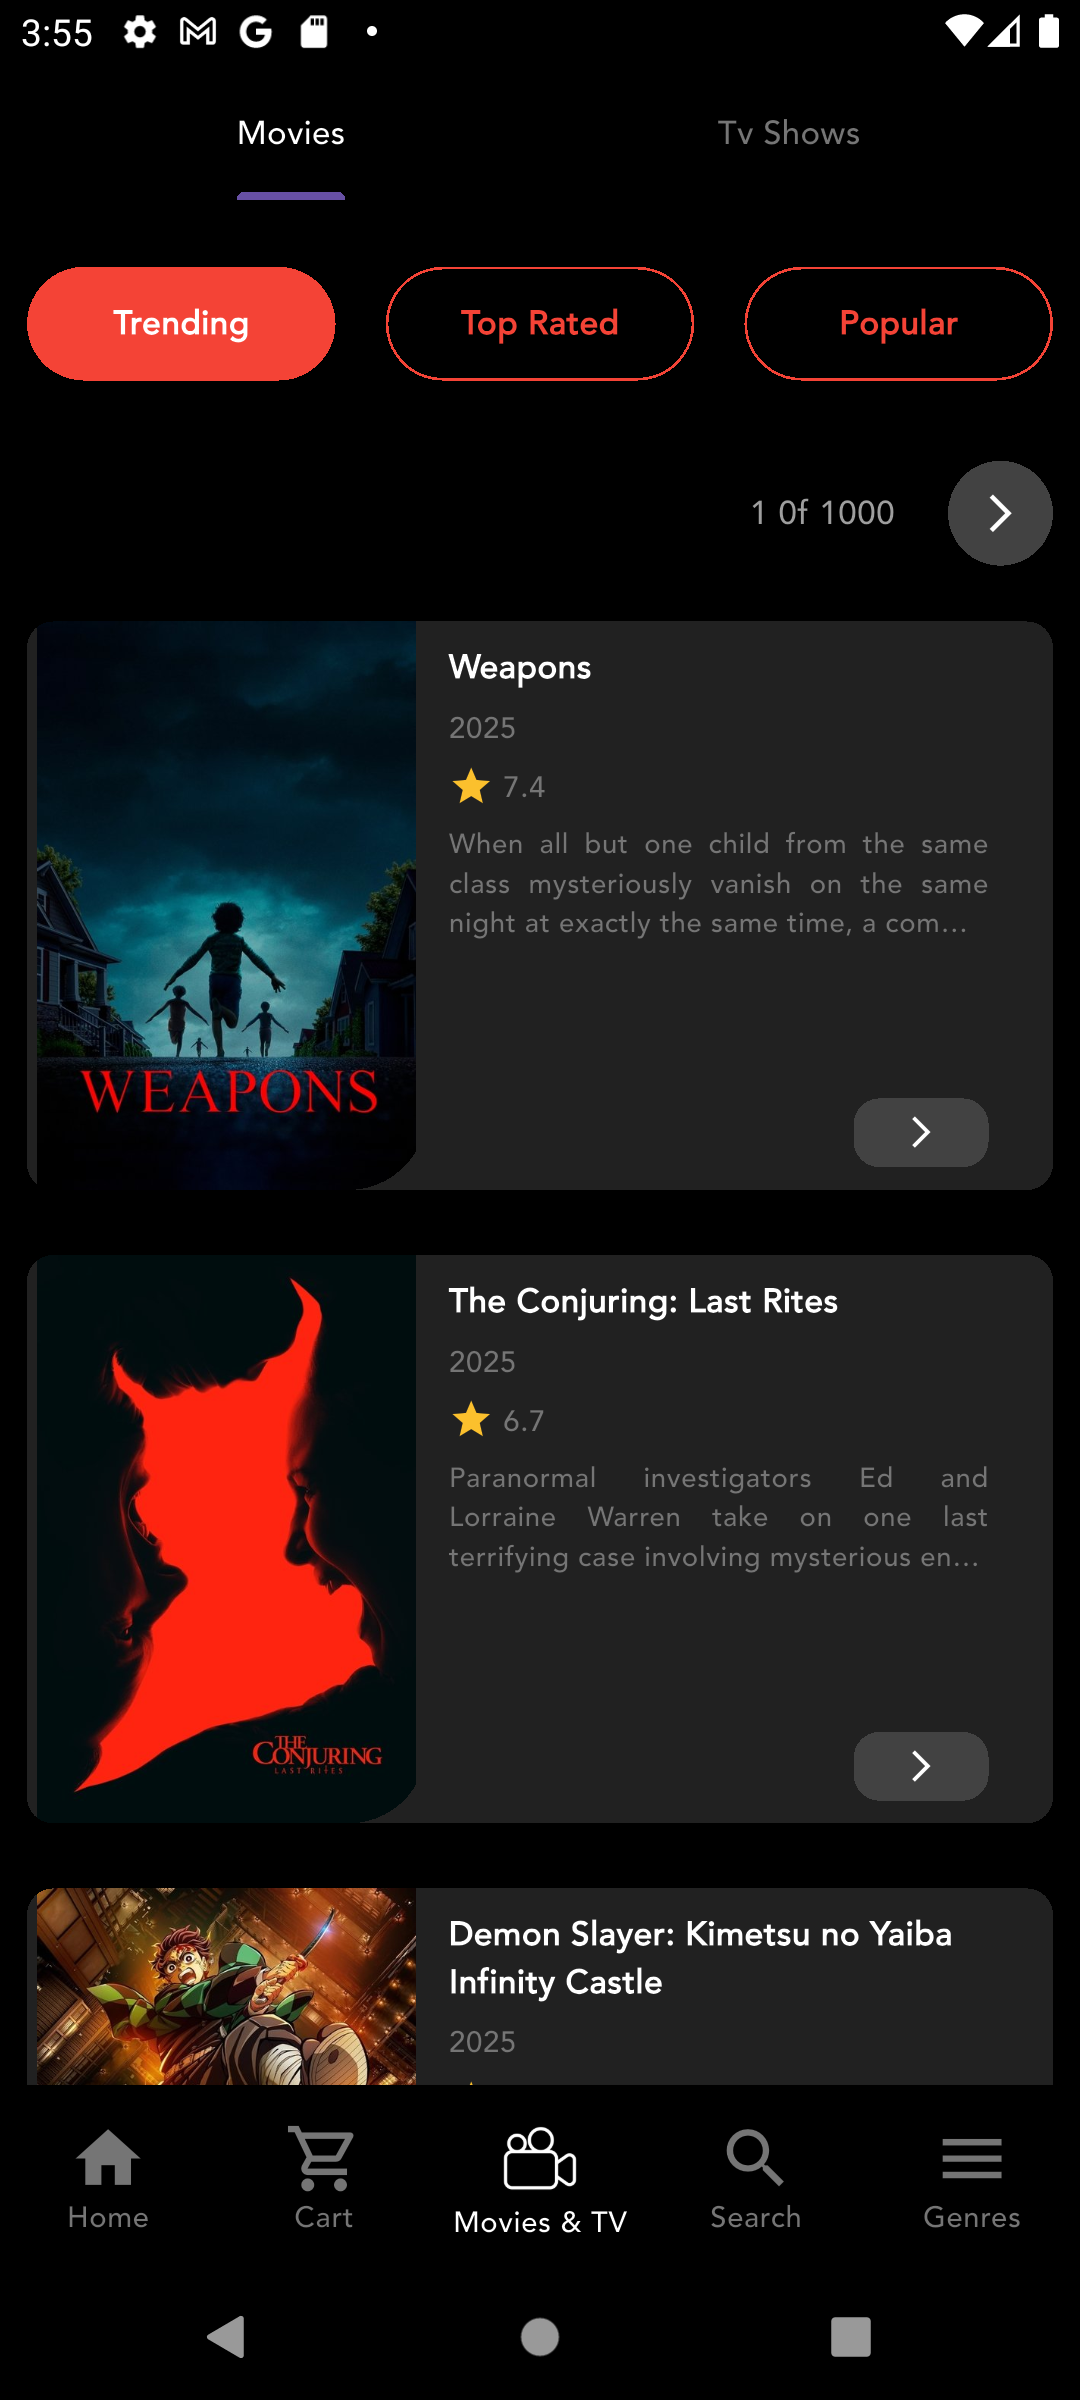 3:55
Movies
Tv Shows
Trending
Top Rated
Popular
1 0f 1000
Weapons
2025
7.4
When all but one child from the same
class mysteriously vanish on the same
night at exactly the same time, a com...
WEAPONS
The Conjuring: Last Rites
2025
6.7
Paranormal investigators Ed and
Lorraine Warren take on one last
terrifying case involving mysterious en...
THE
CONJURING
LAST RITES
Demon Slayer: Kimetsu no Yaiba
Infinity Castle
2025
Home
Cart
Movies & TV
Search
Genres